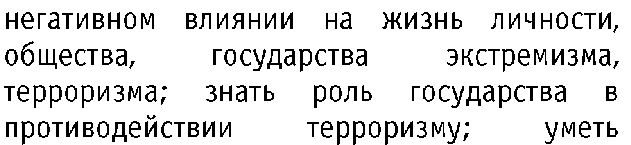 негативном влиянии на жизнь личности,
общества, государства экстремизма,
терроризма; знать роль государства в
противодействии терроризму; уметь